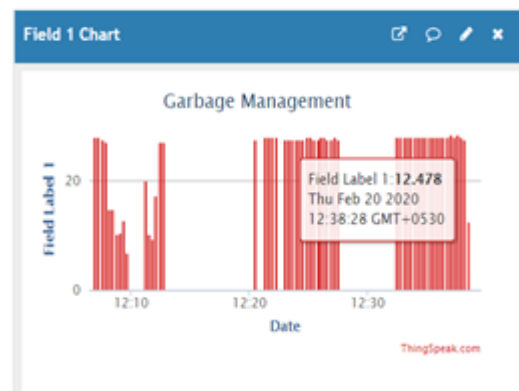 Field 1 Chart
Garbage Management
Field Label 1
20
0
Field Label 1:12.478
Thu Feb 20 2020
12:38:28 GMT+0530
12:10 12:20 12:30
Date
ThingSpeak.com